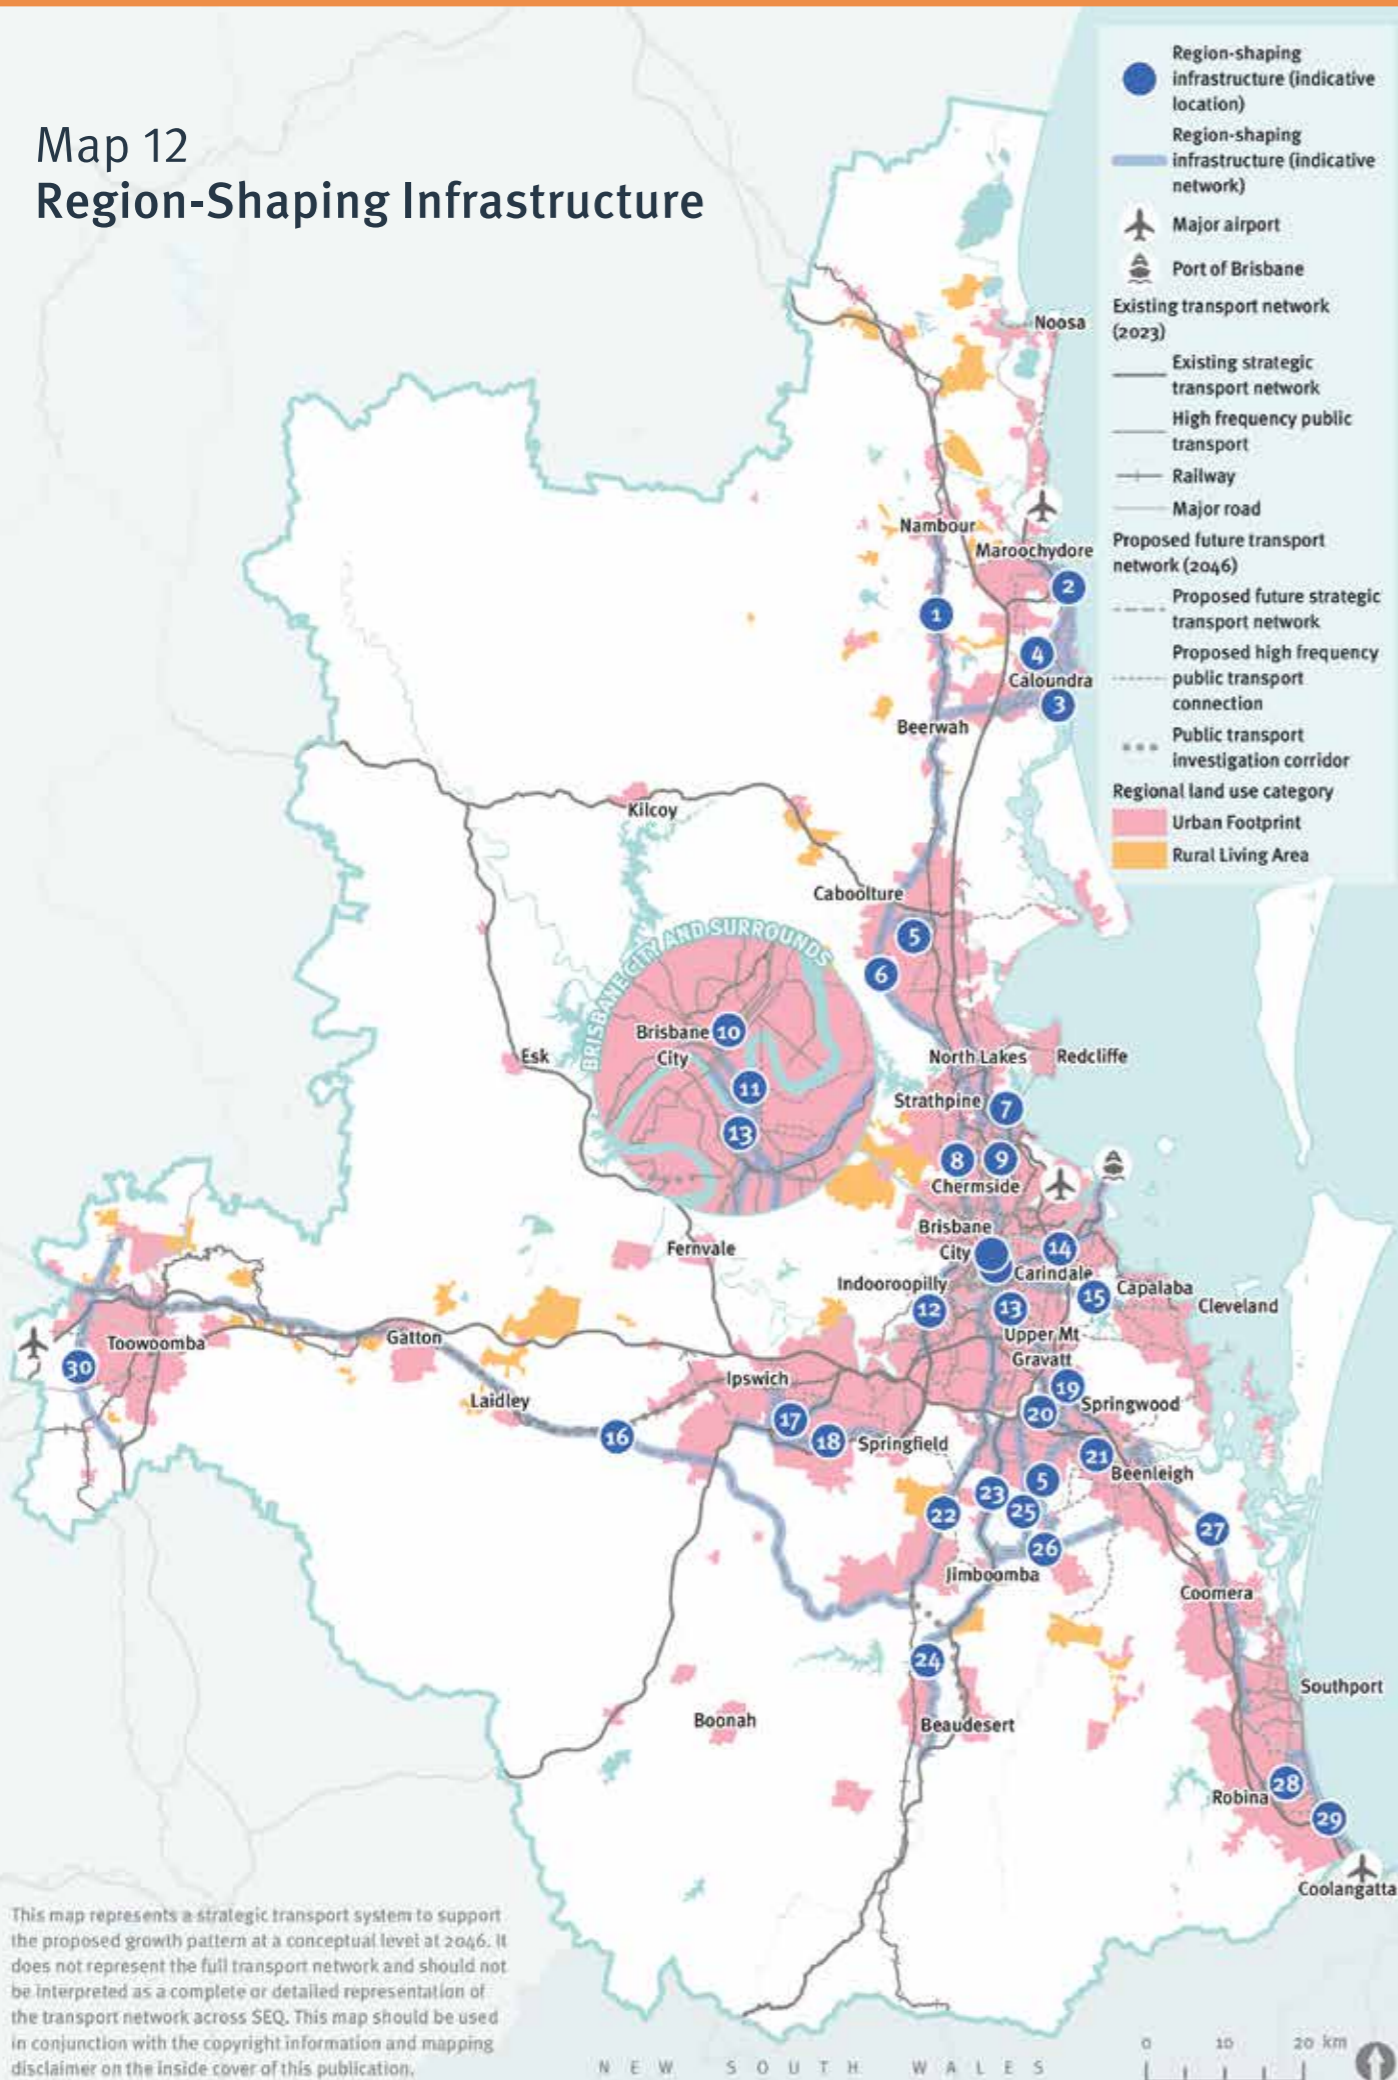 Map 12
Region-Shaping Infrastructure
Region-shaping
infrastructure (indicative
location)
Region-shaping
infrastructure (indicative
network)
Major airport
Port of Brisbane
Existing transport network
(2023)
Existing strategic
transport network
High frequency public
transport
Railway
Major road
Proposed future transport
network (2046)
Proposed future strategic
transport network
Proposed high frequency
public transport
connection
Public transport
investigation corridor
Regional land use category
Urban Footprint
Rural Living Area
Noosa
Nambour
Maroochydore
2
1
4
Caloundra
3
Beerwah
Kilcoy
Caboolture
5
6
BRISBANE CITY AND SURROUNDS
Brisbane
City
10
11
13
Esk
North Lakes
Redcliffe
Strathpine
7
8
9
Chermside
Brisbane
City
14
Fernvale
Carindale
Indooroopilly
12
13
15
Capalaba
Cleveland
Upper Mt
Gravatt
Toowoomba
30
Gatton
Laidley
16
Ipswich
17
18
Springfield
19
20
Springwood
21
Beenleigh
5
23
22
25
26
27
Jimboomba
Coomera
24
Southport
Boonah
Beaudesert
28
Robina
29
Coolangatta
This map represents a strategic transport system to support
the proposed growth pattern at a conceptual level at 2046. It
does not represent the full transport network and should not
be interpreted as a complete or detailed representation of
the transport network across SEQ. This map should be used
in conjunction with the copyright information and mapping
disclaimer on the inside cover of this publication.
NEW SOUTH WALES
0 10 20 km